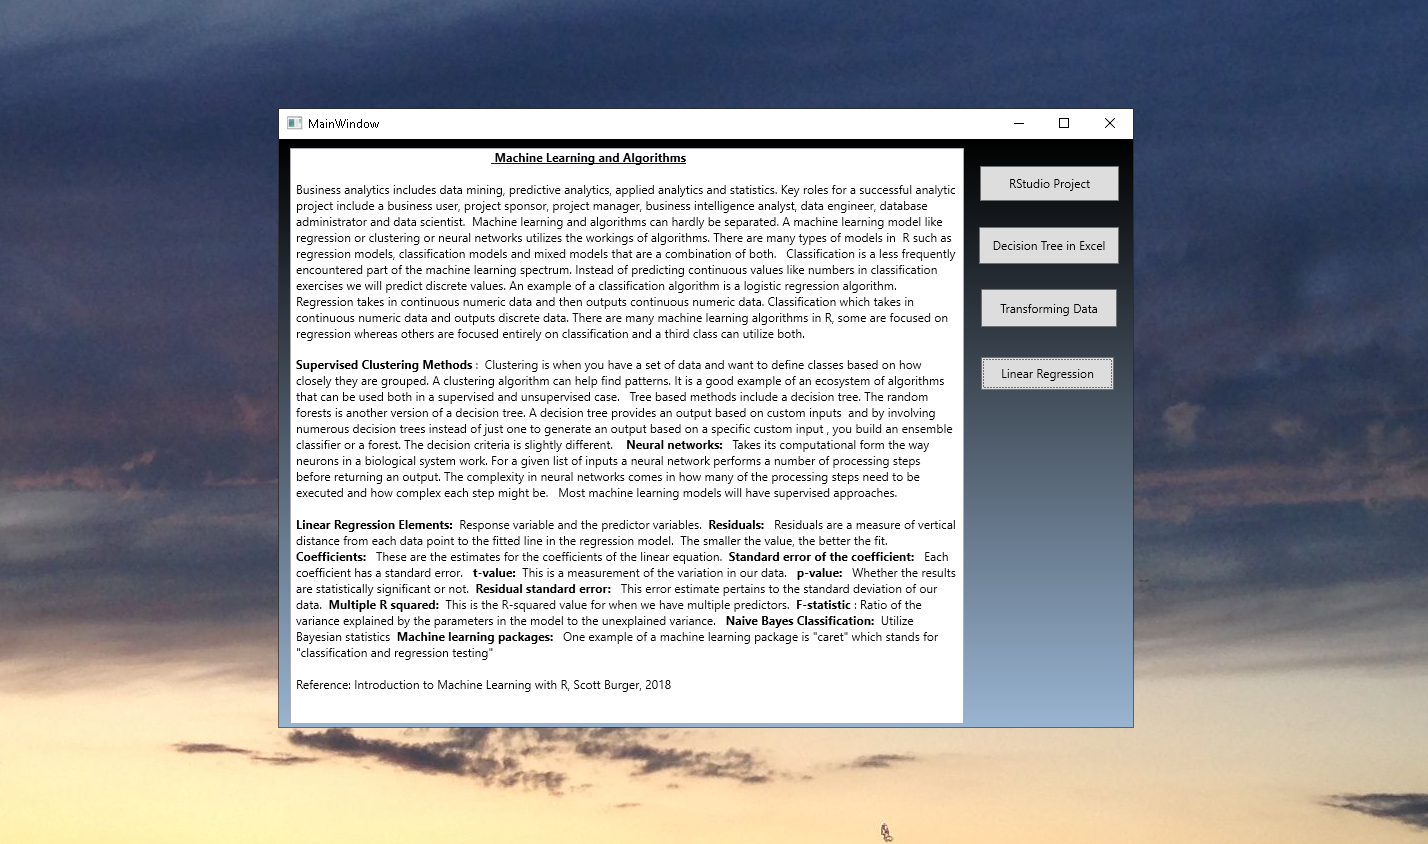 MainWindow
Machine Learning and Algorithms
Business analytics includes data mining, predictive analytics, applied analytics and statistics. Key roles for a successful analytic
project include a business user, project sponsor, project manager, business intelligence analyst, data engineer, database
administrator and data scientist.  Machine learning and algorithms can hardly be separated. A machine learning model like
regression or clustering or neural networks utilizes the workings of algorithms. There are many types of models in  R such as
regression models, classification models and mixed models that are a combination of both.   Classification is a less frequently
encountered part of the machine learning spectrum. Instead of predicting continuous values like numbers in classification
exercises we will predict discrete values. An example of a classification algorithm is a logistic regression algorithm.
Regression takes in continuous numeric data and then outputs continuous numeric data. Classification which takes in
continuous numeric data and outputs discrete data. There are many machine learning algorithms in R, some are focused on
regression whereas others are focused entirely on classification and a third class can utilize both.
Supervised Clustering Methods :  Clustering is when you have a set of data and want to define classes based on how
closely they are grouped. A clustering algorithm can help find patterns. It is a good example of an ecosystem of algorithms
that can be used both in a supervised and unsupervised case.   Tree based methods include a decision tree. The random
forests is another version of a decision tree. A decision tree provides an output based on custom inputs  and by involving
numerous decision trees instead of just one to generate an output based on a specific custom input , you build an ensemble
classifier or a forest. The decision criteria is slightly different.    Neural networks:   Takes its computational form the way
neurons in a biological system work. For a given list of inputs a neural network performs a number of processing steps
before returning an output. The complexity in neural networks comes in how many of the processing steps need to be
executed and how complex each step might be.   Most machine learning models will have supervised approaches.
Linear Regression Elements:  Response variable and the predictor variables.  Residuals:   Residuals are a measure of vertical
distance from each data point to the fitted line in the regression model.  The smaller the value, the better the fit.
Coefficients:   These are the estimates for the coefficients of the linear equation.  Standard error of the coefficient:   Each
coefficient has a standard error.   t-value:  This is a measurement of the variation in our data.   p-value:   Whether the results
are statistically significant or not.  Residual standard error:   This error estimate pertains to the standard deviation of our
data.  Multiple R squared:  This is the R-squared value for when we have multiple predictors.  F-statistic : Ratio of the
variance explained by the parameters in the model to the unexplained variance.   Naive Bayes Classification:  Utilize
Bayesian statistics  Machine learning packages:   One example of a machine learning package is "caret" which stands for
"classification and regression testing"
Reference: Introduction to Machine Learning with R, Scott Burger, 2018
RStudio Project
Decision Tree in Excel
Transforming Data
Linear Regression